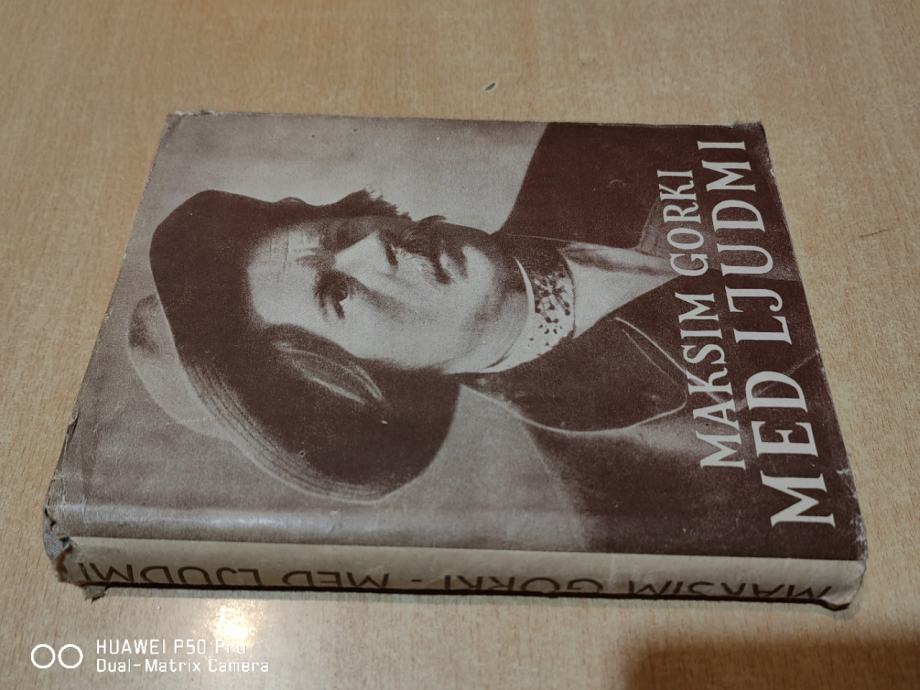 MAKSIM GORKI
MED LJUDMI
MAKSIM GORKI - MED LJUDMI
HUAWEI P50 Pro
Dual-Matrix Camera